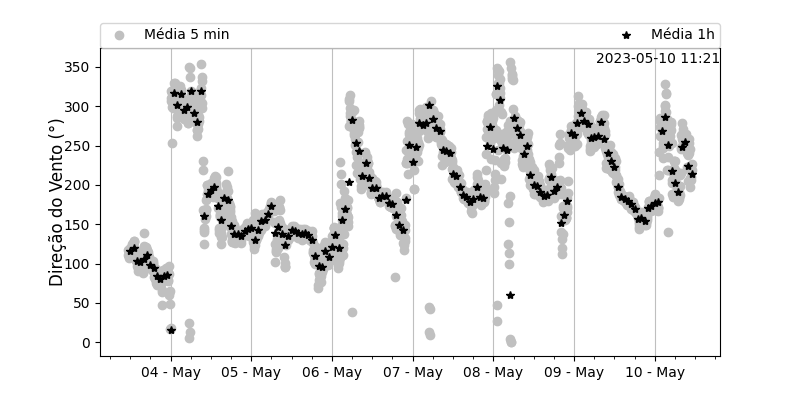 Média 5 min
Média 1h
2023-05-10 11:21
Direção do Vento (°)
350
300
250
200
150
100
50
0
04 - May
05 - May
06 - May
07 - May
08 - May
09 - May
10 - May